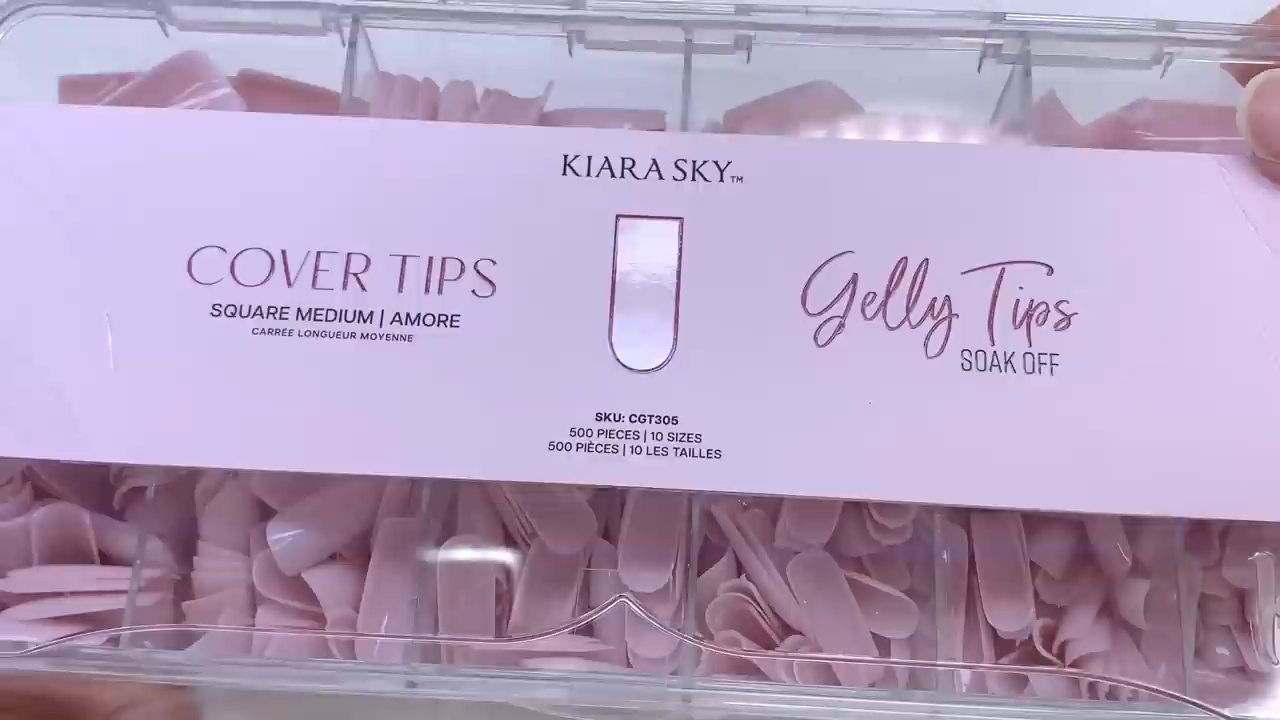 KIARA SKY™
COVER TIPS
SQUARE MEDIUM | AMORE
CARRÉE LONGUEUR MOYENNE
Gelly Tips
SOAK OFF
SKU: CGT305
500 PIECES | 10 SIZES
500 PIÈCES | 10 LES TAILLES